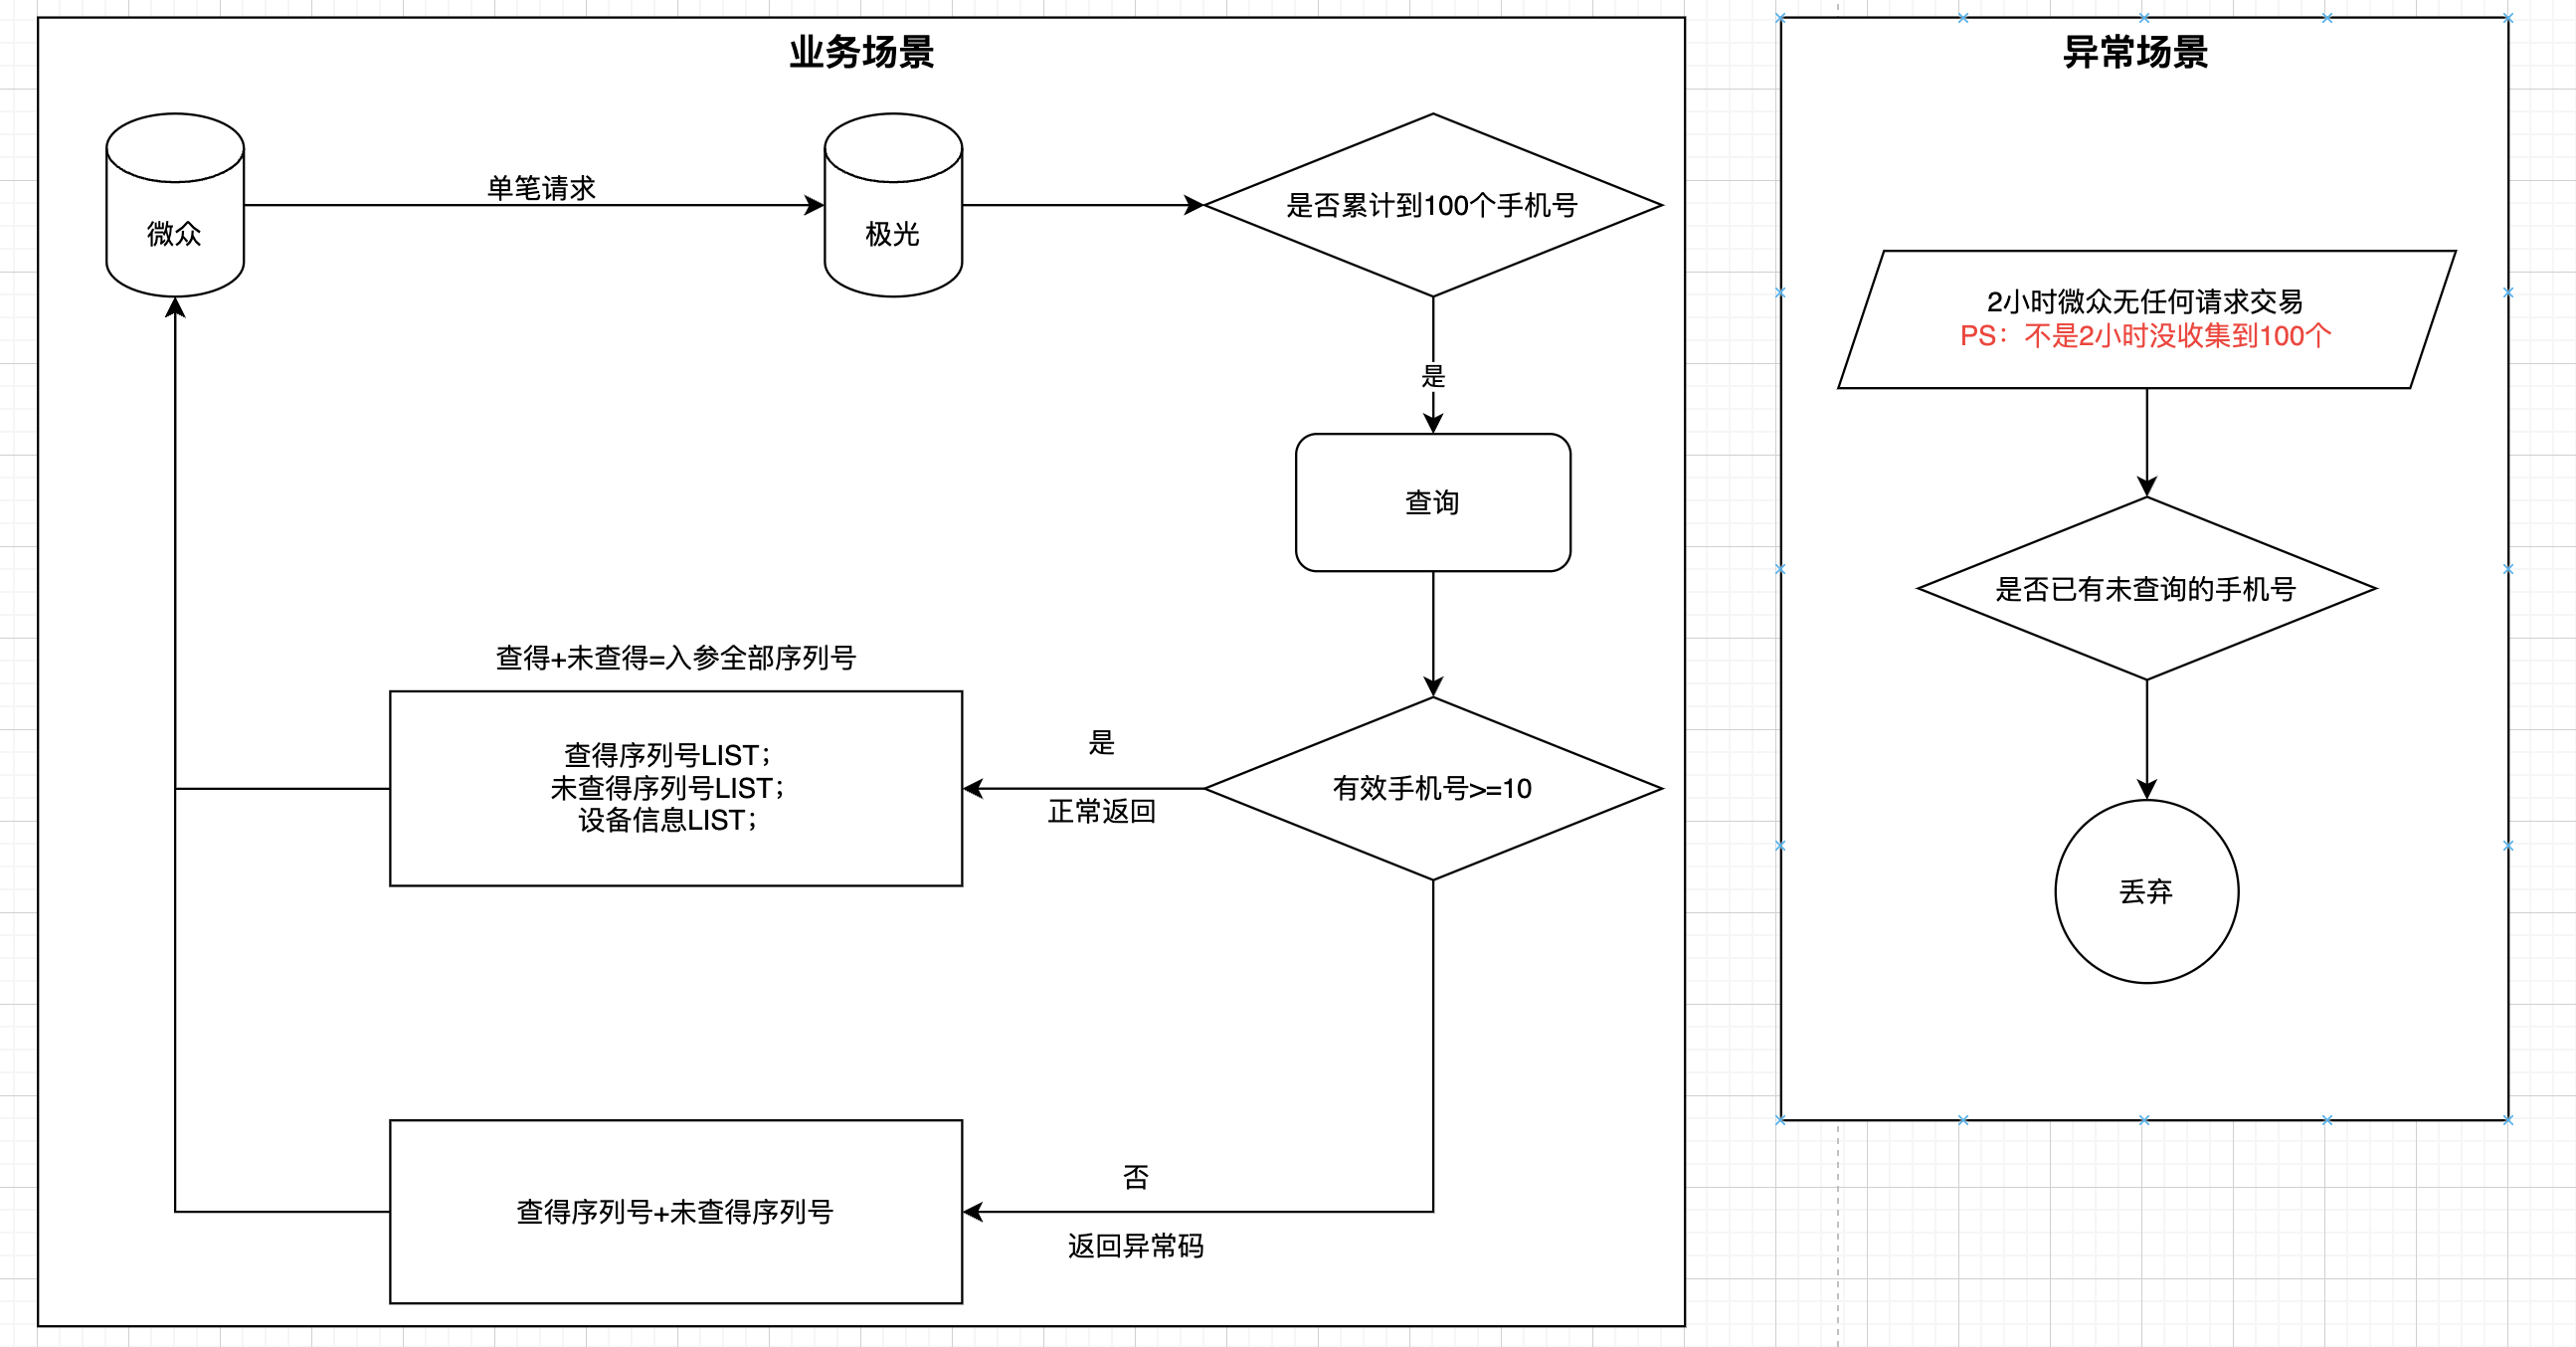 业务场景
微众
单笔请求
极光
是否累计到100个手机号
是
查询
有效手机号>=10
是
正常返回
查得+未查得=入参全部序列号
查得序列号LIST；
未查得序列号LIST；
设备信息LIST；
否
返回异常码
查得序列号+未查得序列号
异常场景
2小时微众无任何请求交易
PS：不是2小时没收集到100个
是否已有未查询的手机号
丢弃